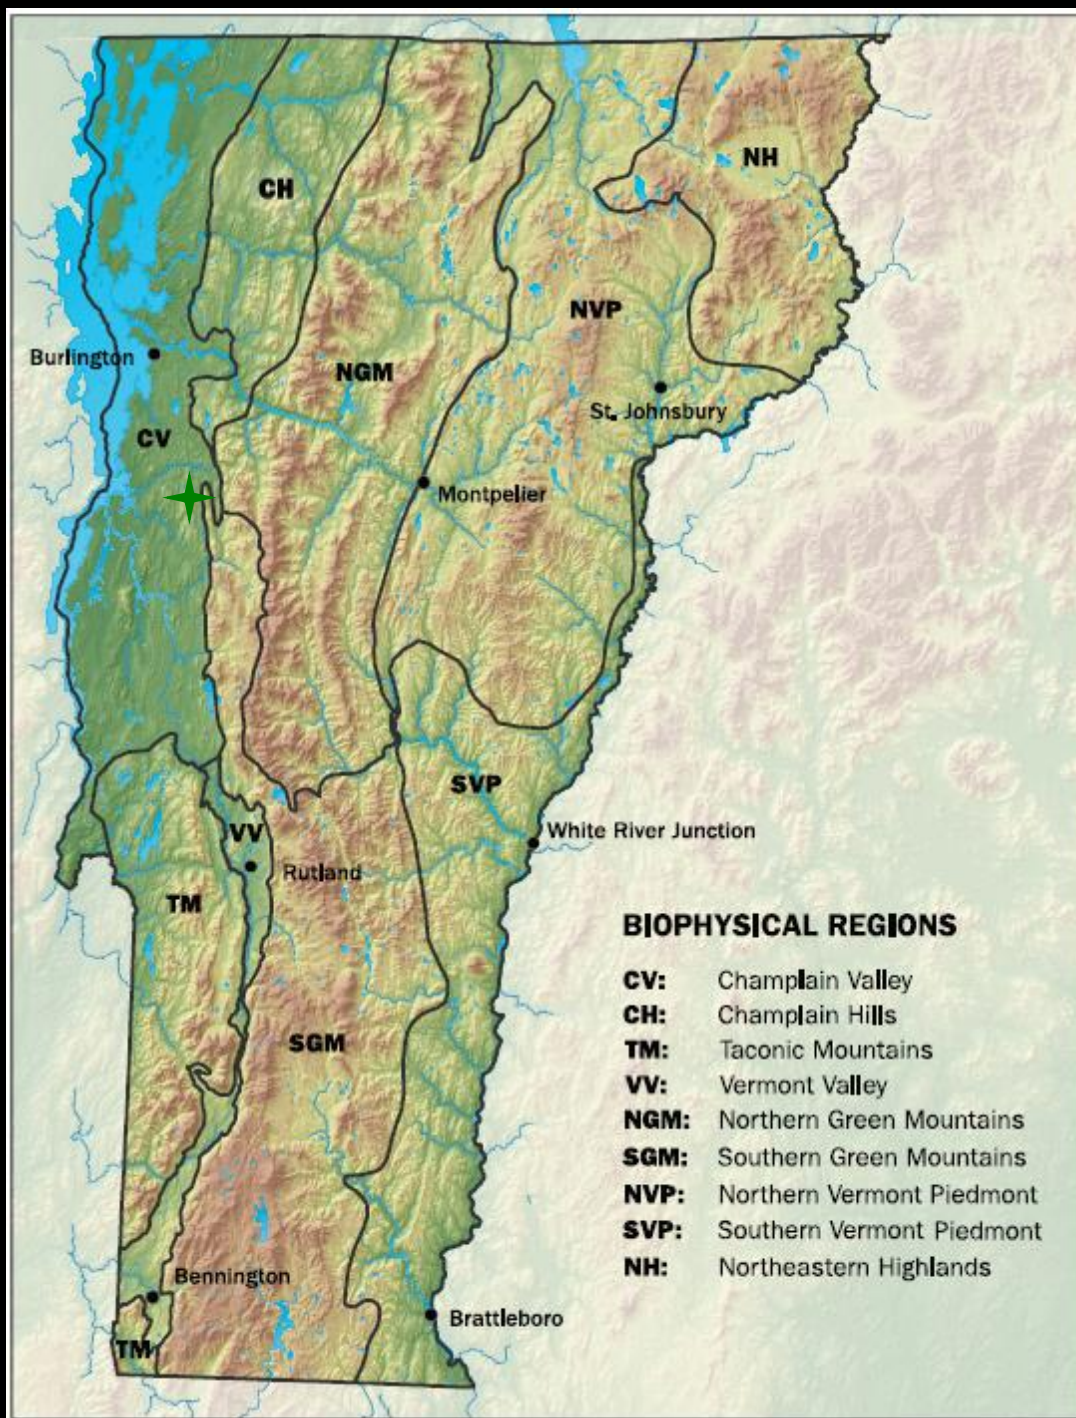 CH
NH
NVP
Burlington
NGM
St. Johnsbury
CV
Montpelier
SVP
White River Junction
VV
Rutland
TM
SGM
Bennington
Brattleboro
TM
BIOPHYSICAL REGIONS
CV: Champlain Valley
CH: Champlain Hills
TM: Taconic Mountains
VV: Vermont Valley
NGM: Northern Green Mountains
SGM: Southern Green Mountains
NVP: Northern Vermont Piedmont
SVP: Southern Vermont Piedmont
NH: Northeastern Highlands